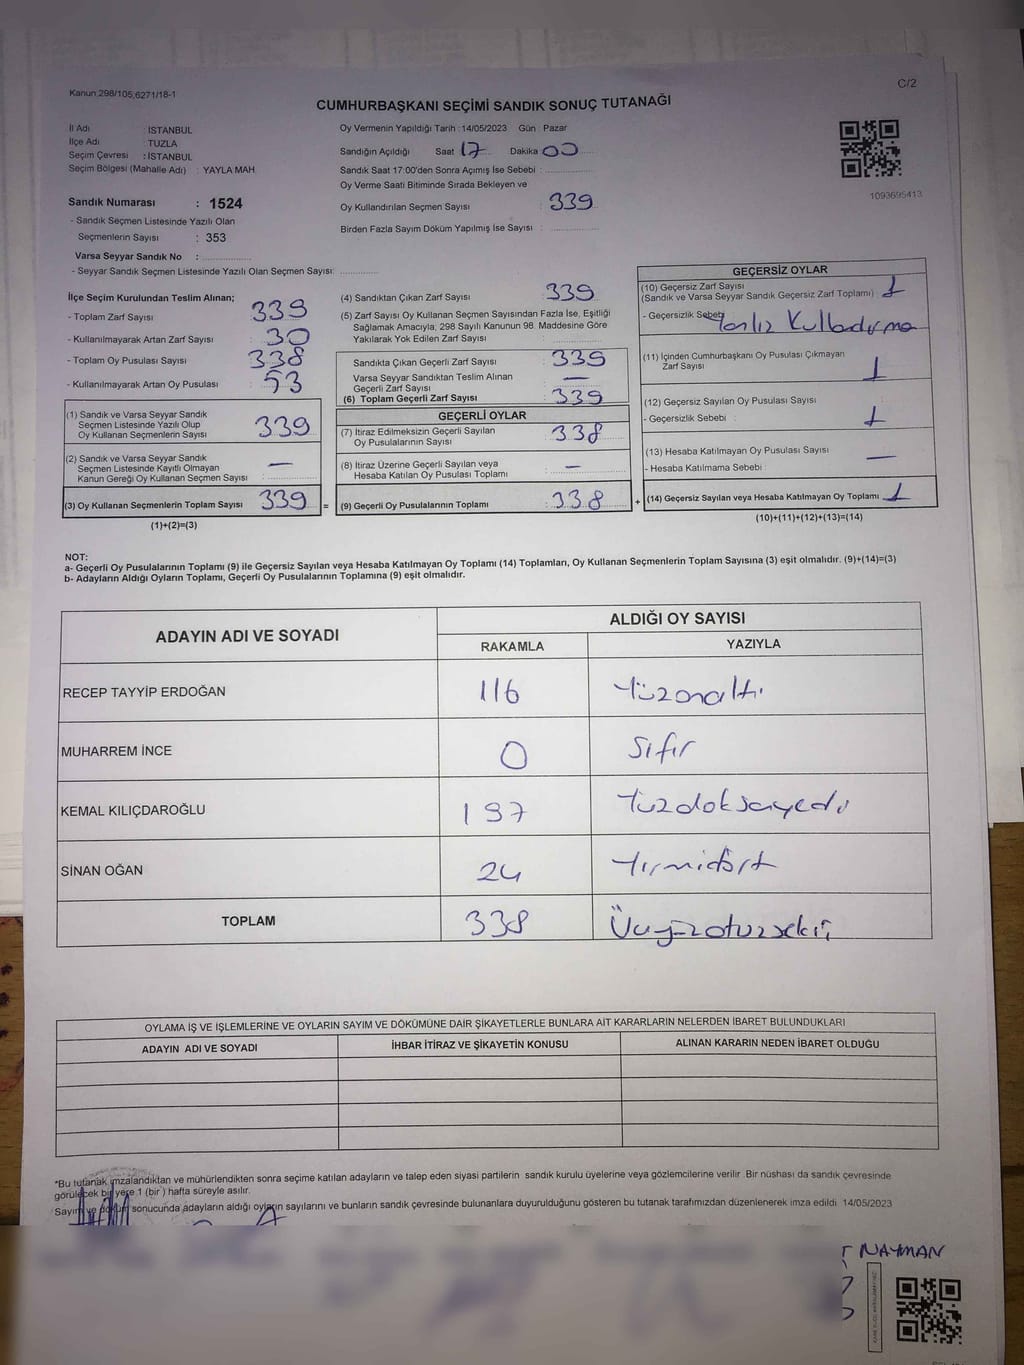 Kanun 298/105,6271/18-1
C/2
CUMHURBAŞKANI SEÇİMİ SANDIK SONUÇ TUTANAĞI
İl Adı : İSTANBUL
İlçe Adı : TUZLA
Seçim Çevresi : İSTANBUL
Seçim Bölgesi (Mahalle Adı) : YAYLA MAH
Sandık Numarası : 1524
- Sandık Seçmen Listesinde Yazılı Olan
Seçmenlerin Sayısı : 353
Varsa Seyyar Sandık No :
- Seyyar Sandık Seçmen Listesinde Yazılı Olan Seçmen Sayısı:
Oy Vermenin Yapıldığı Tarih : 14/05/2023 Gün : Pazar
Sandığın Açıldığı Saat 17 Dakika 00
Sandık Saat 17:00'den Sonra Açımış İse Sebebi :
Oy Verme Saati Bitiminde Sırada Bekleyen ve
Oy Kullandırılan Seçmen Sayısı : 339
Birden Fazla Sayım Döküm Yapılmış İse Sayısı :
1093695413
İlçe Seçim Kurulundan Teslim Alınan;
- Toplam Zarf Sayısı : 339
- Kullanılmayarak Artan Zarf Sayısı : 30
- Toplam Oy Pusulası Sayısı : 338
- Kullanılmayarak Artan Oy Pusulası : 53
(1) Sandık ve Varsa Seyyar Sandık
Seçmen Listesinde Yazılı Olup
Oy Kullanan Seçmenlerin Sayısı 339
(2) Sandık ve Varsa Seyyar Sandık
Seçmen Listesinde Kayıtlı Olmayan
Kanun Gereği Oy Kullanan Seçmen Sayısı : —
(3) Oy Kullanan Seçmenlerin Toplam Sayısı 339 =
(1)+(2)=(3)
(4) Sandıktan Çıkan Zarf Sayısı : 339
(5) Zarf Sayısı Oy Kullanan Seçmen Sayısından Fazla İse, Eşitliği
Sağlamak Amacıyla, 298 Sayılı Kanunun 98. Maddesine Göre
Yakılarak Yok Edilen Zarf Sayısı :
Sandıkta Çıkan Geçerli Zarf Sayısı : 339
Varsa Seyyar Sandıktan Teslim Alınan
Geçerli Zarf Sayısı : —
(6) Toplam Geçerli Zarf Sayısı : 339
GEÇERLİ OYLAR
(7) İtiraz Edilmeksizin Geçerli Sayılan
Oy Pusulalarının Sayısı : 338
(8) İtiraz Üzerine Geçerli Sayılan veya
Hesaba Katılan Oy Pusulası Toplamı : —
(9) Geçerli Oy Pusulalarının Toplamı : 338 +
GEÇERSİZ OYLAR
(10) Geçersiz Zarf Sayısı
(Sandık ve Varsa Seyyar Sandık Geçersiz Zarf Toplamı) : 1
- Geçersizlik Sebebi Yanlız Kullandırma
(11) İçinden Cumhurbaşkanı Oy Pusulası Çıkmayan
Zarf Sayısı 1
(12) Geçersiz Sayılan Oy Pusulası Sayısı
- Geçersizlik Sebebi : 1
(13) Hesaba Katılmayan Oy Pusulası Sayısı —
- Hesaba Katılmama Sebebi :
(14) Geçersiz Sayılan veya Hesaba Katılmayan Oy Toplamı 1
(10)+(11)+(12)+(13)=(14)
NOT:
a- Geçerli Oy Pusulalarının Toplamı (9) ile Geçersiz Sayılan veya Hesaba Katılmayan Oy Toplamı (14) Toplamları, Oy Kullanan Seçmenlerin Toplam Sayısına (3) eşit olmalıdır. (9)+(14)=(3)
b- Adayların Aldığı Oyların Toplamı, Geçerli Oy Pusulalarının Toplamına (9) eşit olmalıdır.
ADAYIN ADI VE SOYADI
ALDIĞI OY SAYISI
RAKAMLA YAZIYLA
RECEP TAYYİP ERDOĞAN 116 Yüzonaltı
MUHARREM İNCE 0 Sıfır
KEMAL KILIÇDAROĞLU 197 Yüzdoksanyedi
SİNAN OĞAN 24 Yirmidört
TOPLAM 338 Üçyüzotuzsekiz
OYLAMA İŞ VE İŞLEMLERİNE VE OYLARIN SAYIM VE DÖKÜMÜNE DAİR ŞİKAYETLERLE BUNLARA AİT KARARLARIN NELERDEN İBARET BULUNDUKLARI
ADAYIN ADI VE SOYADI İHBAR İTİRAZ VE ŞİKAYETİN KONUSU ALINAN KARARIN NEDEN İBARET OLDUĞU
*Bu tutanak imzalandıktan ve mühürlendikten sonra seçime katılan adayların ve talep eden siyasi partilerin sandık kurulu üyelerine veya gözlemcilerine verilir. Bir nüshası da sandık çevresinde
görülecek bir yere 1 (bir ) hafta süreyle asılır.
Sayım ve döküm sonucunda adayların aldığı oyların sayılarını ve bunların sandık çevresinde bulunanlara duyurulduğunu gösteren bu tutanak tarafımızdan düzenlenerek imza edildi 14/05/2023
NAYMAN